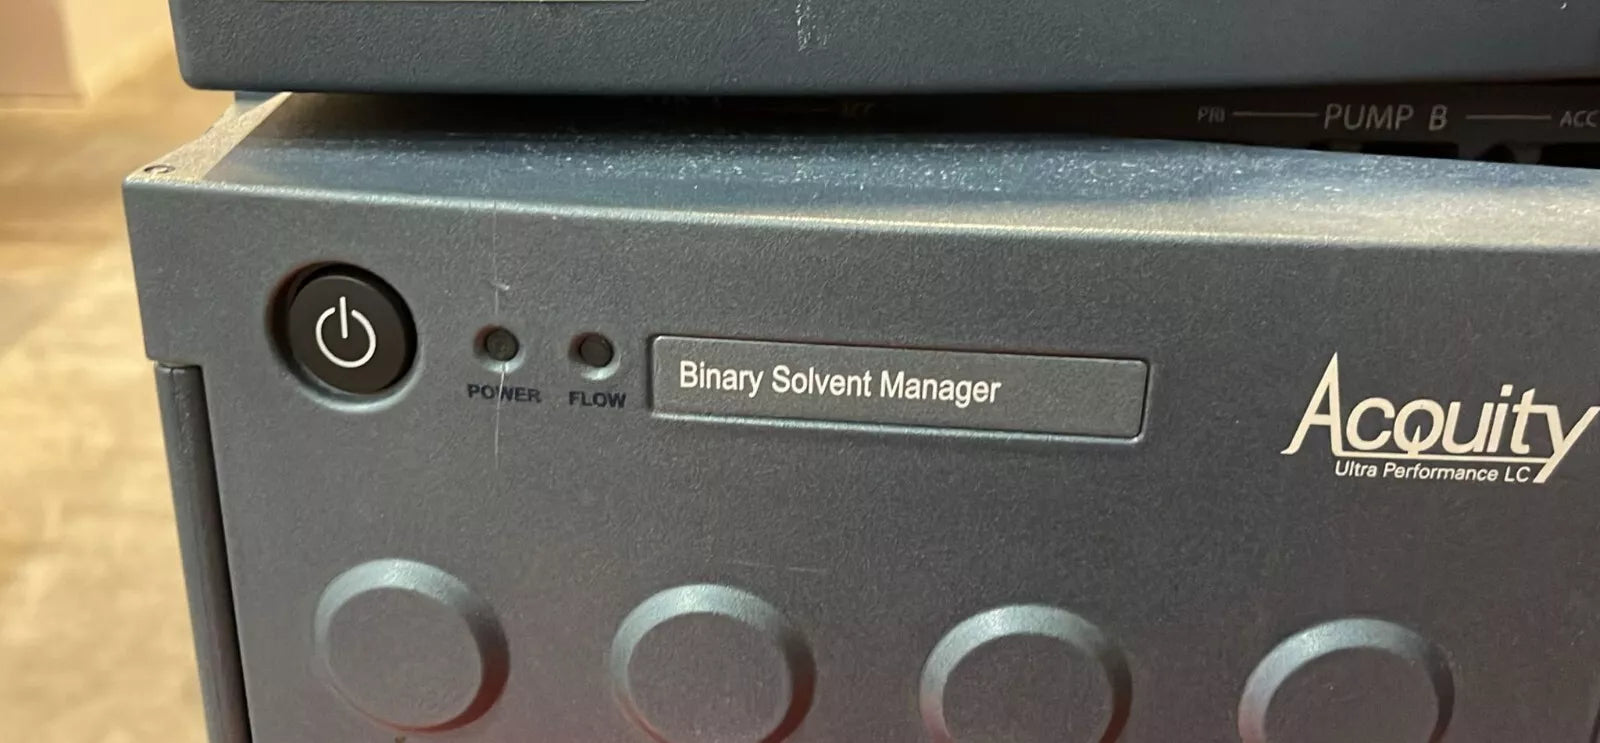 PRI PUMP B ACC
POWER
FLOW
Binary Solvent Manager
Acquity
Ultra Performance LC